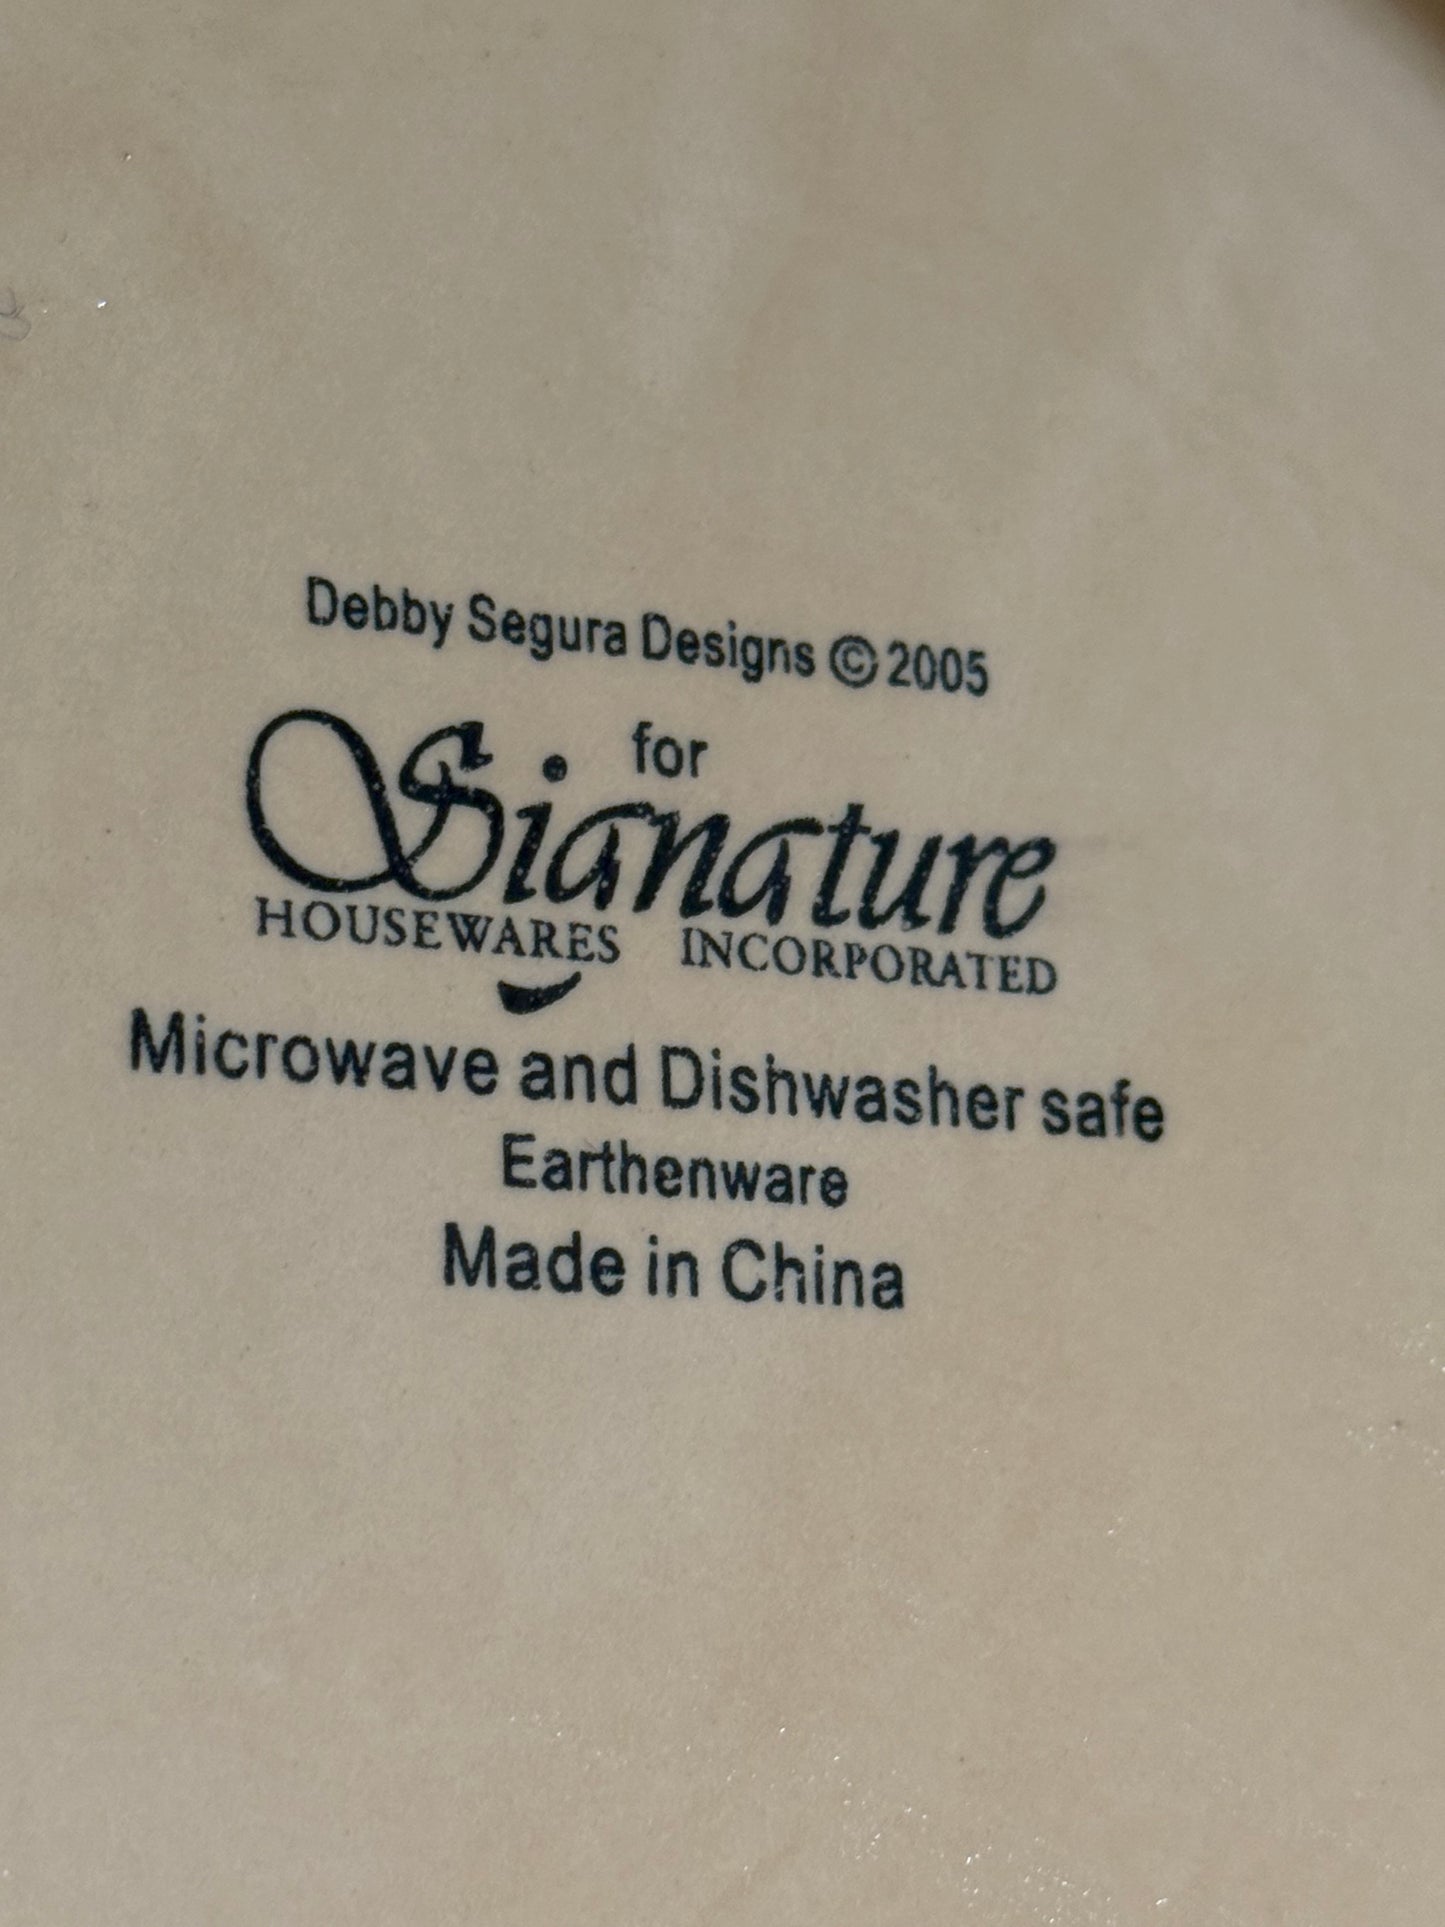 Debby Segura Designs © 2005
for
Signature
HOUSEWARES INCORPORATED
Microwave and Dishwasher safe
Earthenware
Made in China